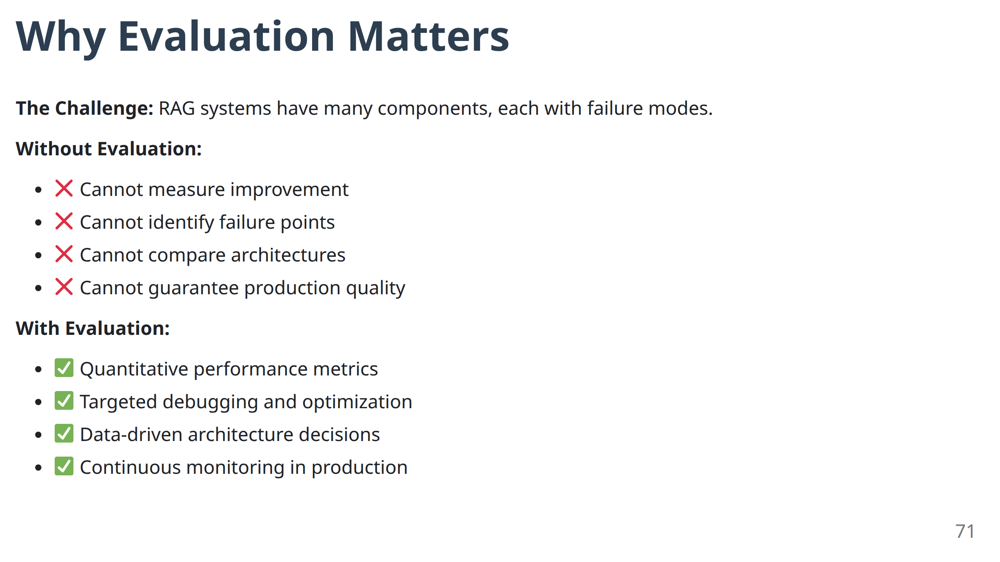 Why Evaluation Matters
The Challenge: RAG systems have many components, each with failure modes.
Without Evaluation:
• ❌ Cannot measure improvement
• ❌ Cannot identify failure points
• ❌ Cannot compare architectures
• ❌ Cannot guarantee production quality
With Evaluation:
• ✅ Quantitative performance metrics
• ✅ Targeted debugging and optimization
• ✅ Data-driven architecture decisions
• ✅ Continuous monitoring in production
71